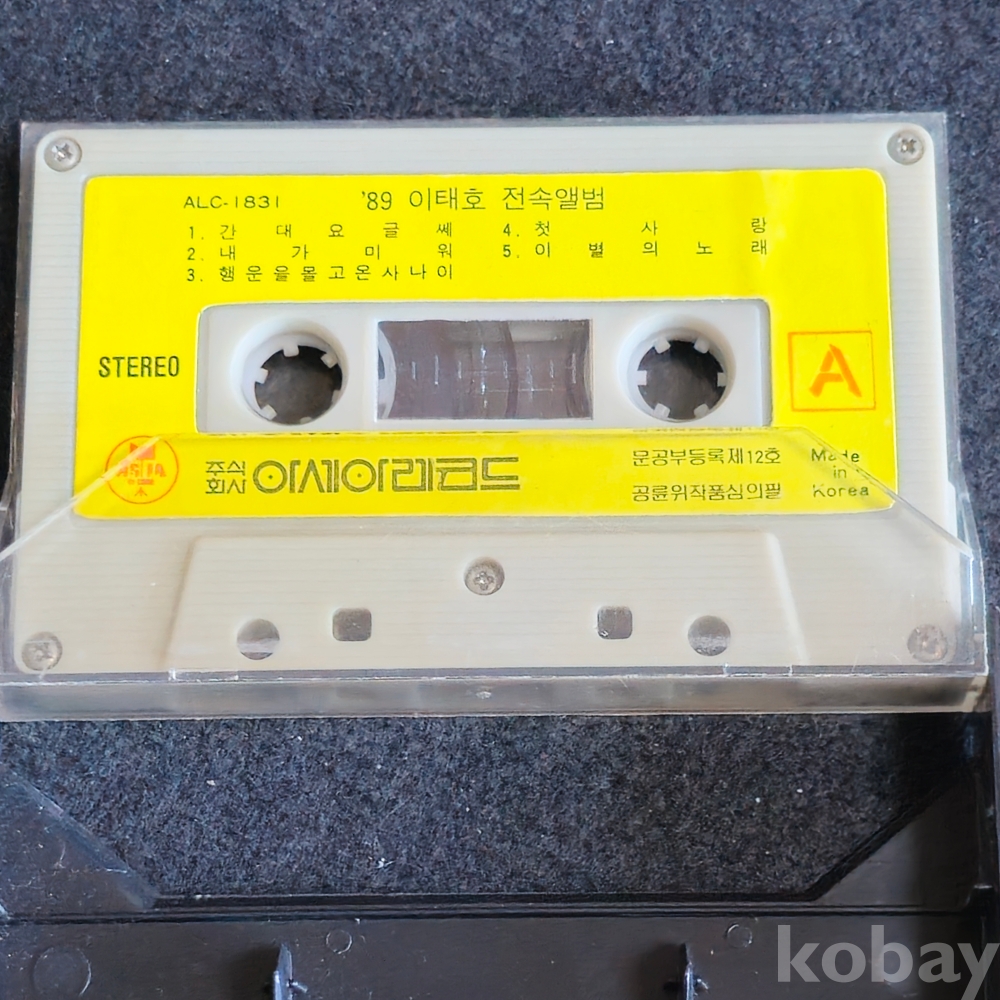 ALC-1831 '89 이태호 전속앨범
1. 간대요글쎄 4. 첫사랑
2. 내가미워 5. 이별의노래
3. 행운을몰고온사나이
STEREO
A
ASIA
주식회사 아세아레코드
문공부등록제12호 Made in Korea
공륜위작품심의필
kobay